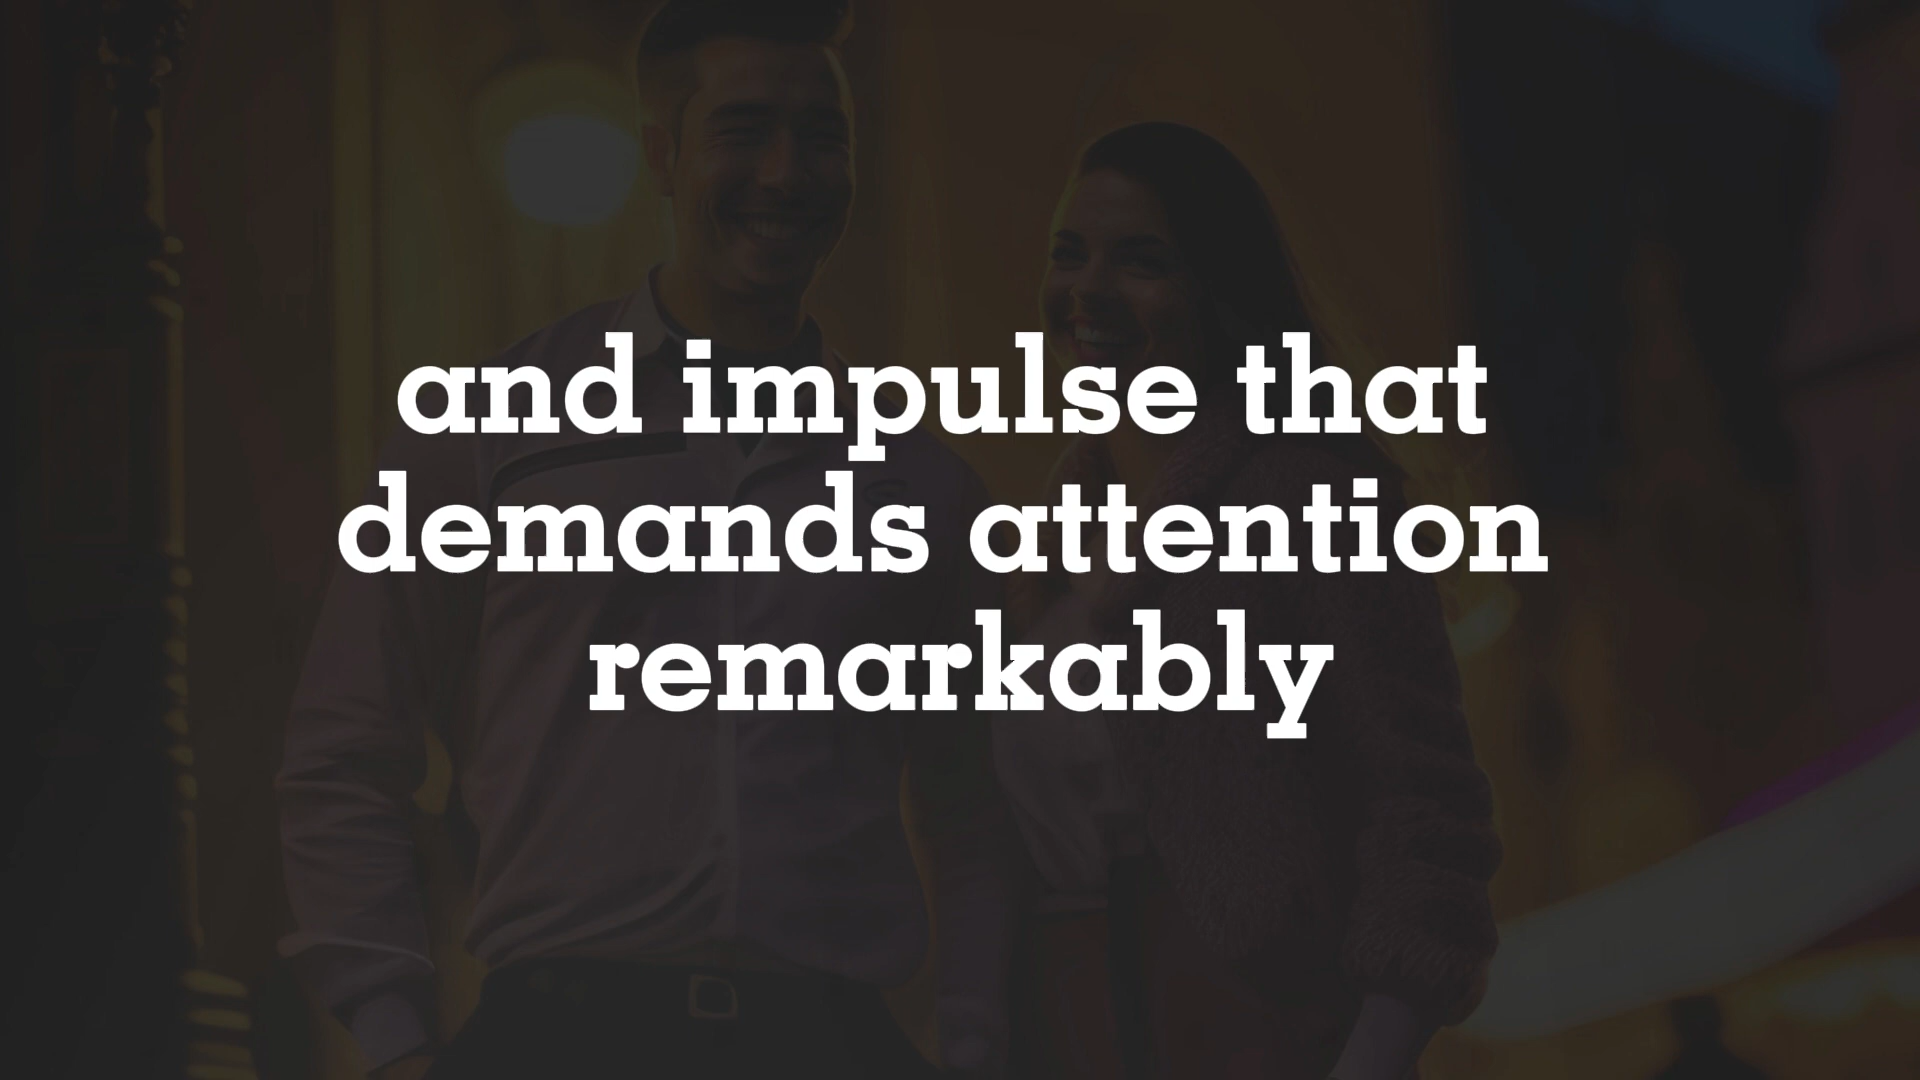 and impulse that
demands attention
remarkably